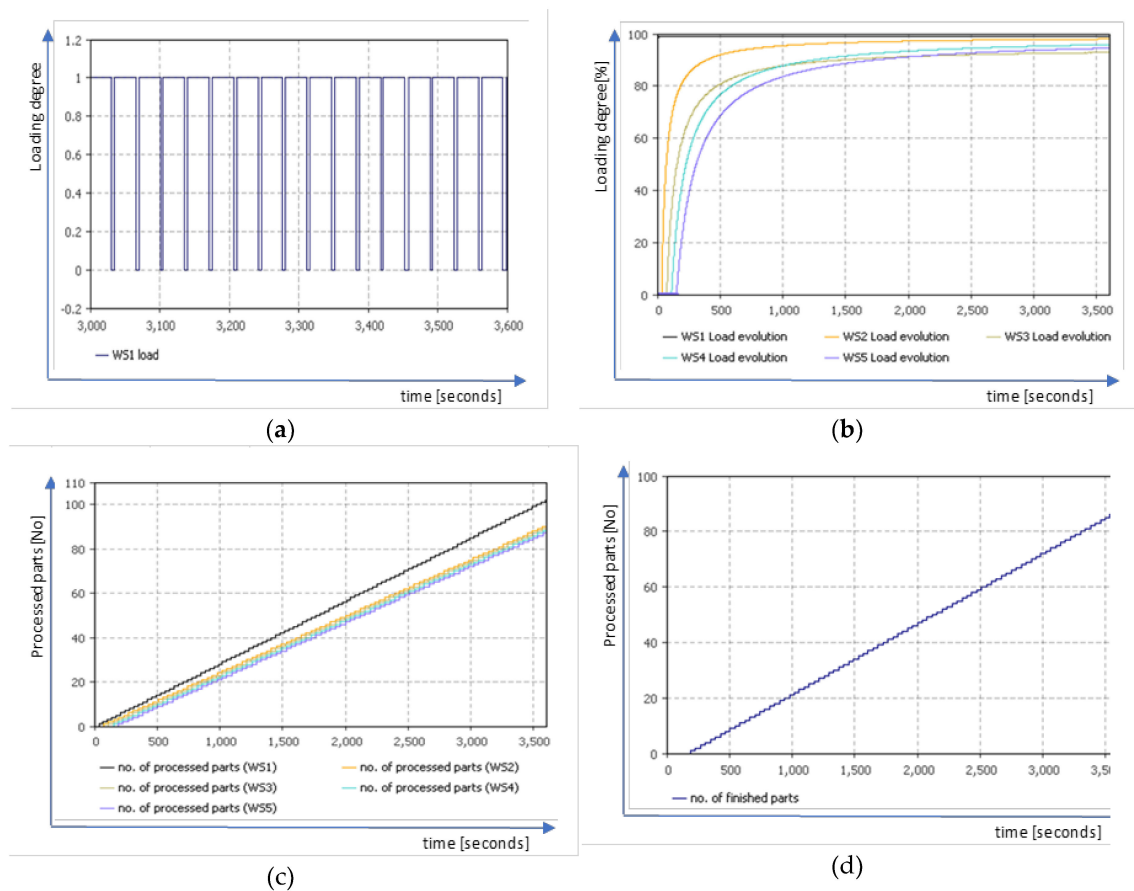 Loading degree
1.2
1
0.8
0.6
0.4
0.2
0
-0.2
3,000 3,100 3,200 3,300 3,400 3,500 3,600
WS1 load
time [seconds]
(a)
Loading degree[%]
100
80
60
40
20
0
0 500 1,000 1,500 2,000 2,500 3,000 3,500
WS1 Load evolution WS2 Load evolution WS3 Load evolution
WS4 Load evolution WS5 Load evolution
time [seconds]
(b)
Processed parts [No]
110
100
80
60
40
20
0
0 500 1,000 1,500 2,000 2,500 3,000 3,500
no. of processed parts (WS1) no. of processed parts (WS2)
no. of processed parts (WS3) no. of processed parts (WS4)
no. of processed parts (WS5)
time [seconds]
(c)
Processed parts [No]
100
80
60
40
20
0
0 500 1,000 1,500 2,000 2,500 3,000 3,50
no. of finished parts
time [seconds]
(d)